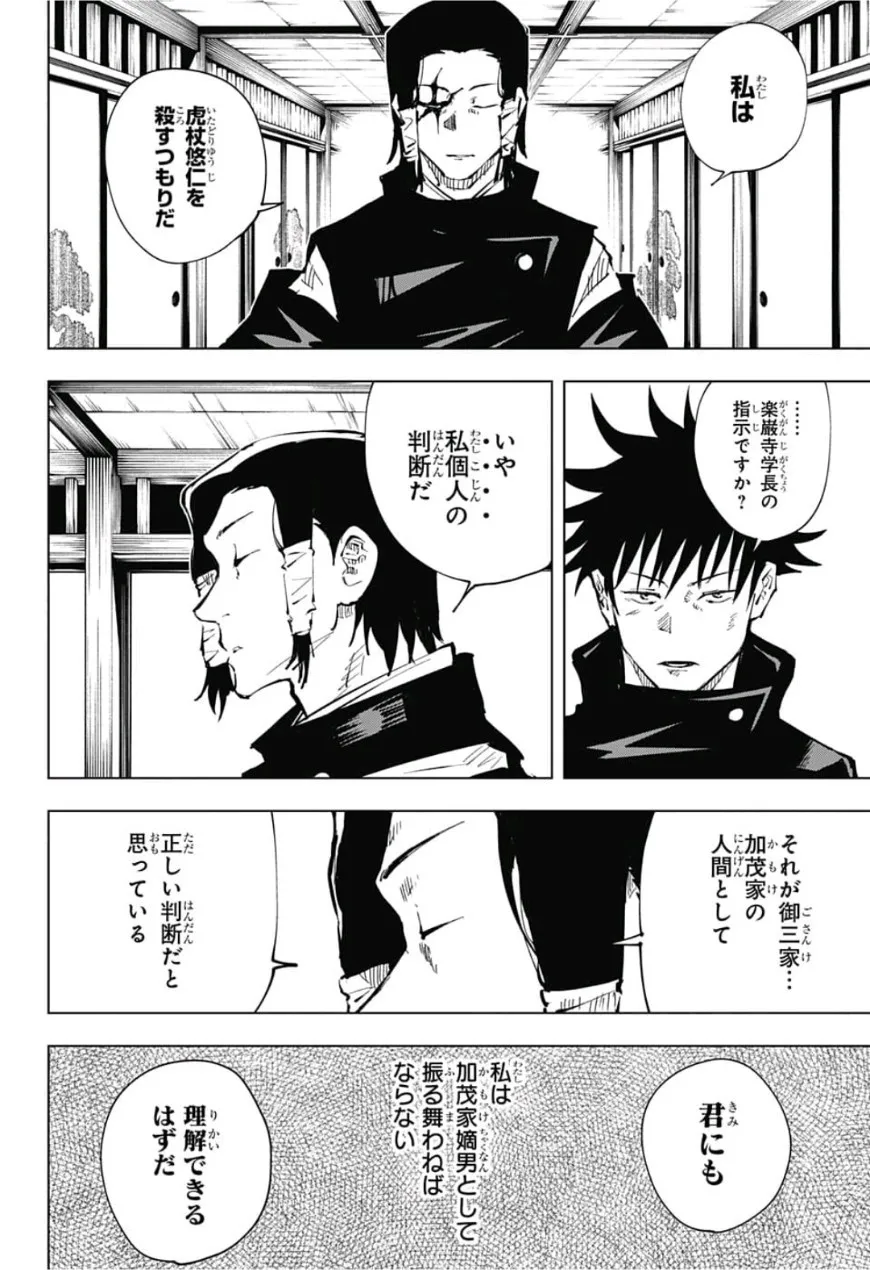 私は
虎杖悠仁を
殺すつもりだ
……
楽巌寺学長の
指示ですか?
いや
私個人の
判断だ
それが御三家…
加茂家の
人間として
正しい判断だと
思っている
君にも
私は
加茂家嫡男として
振る舞わねば
ならない
理解できる
はずだ